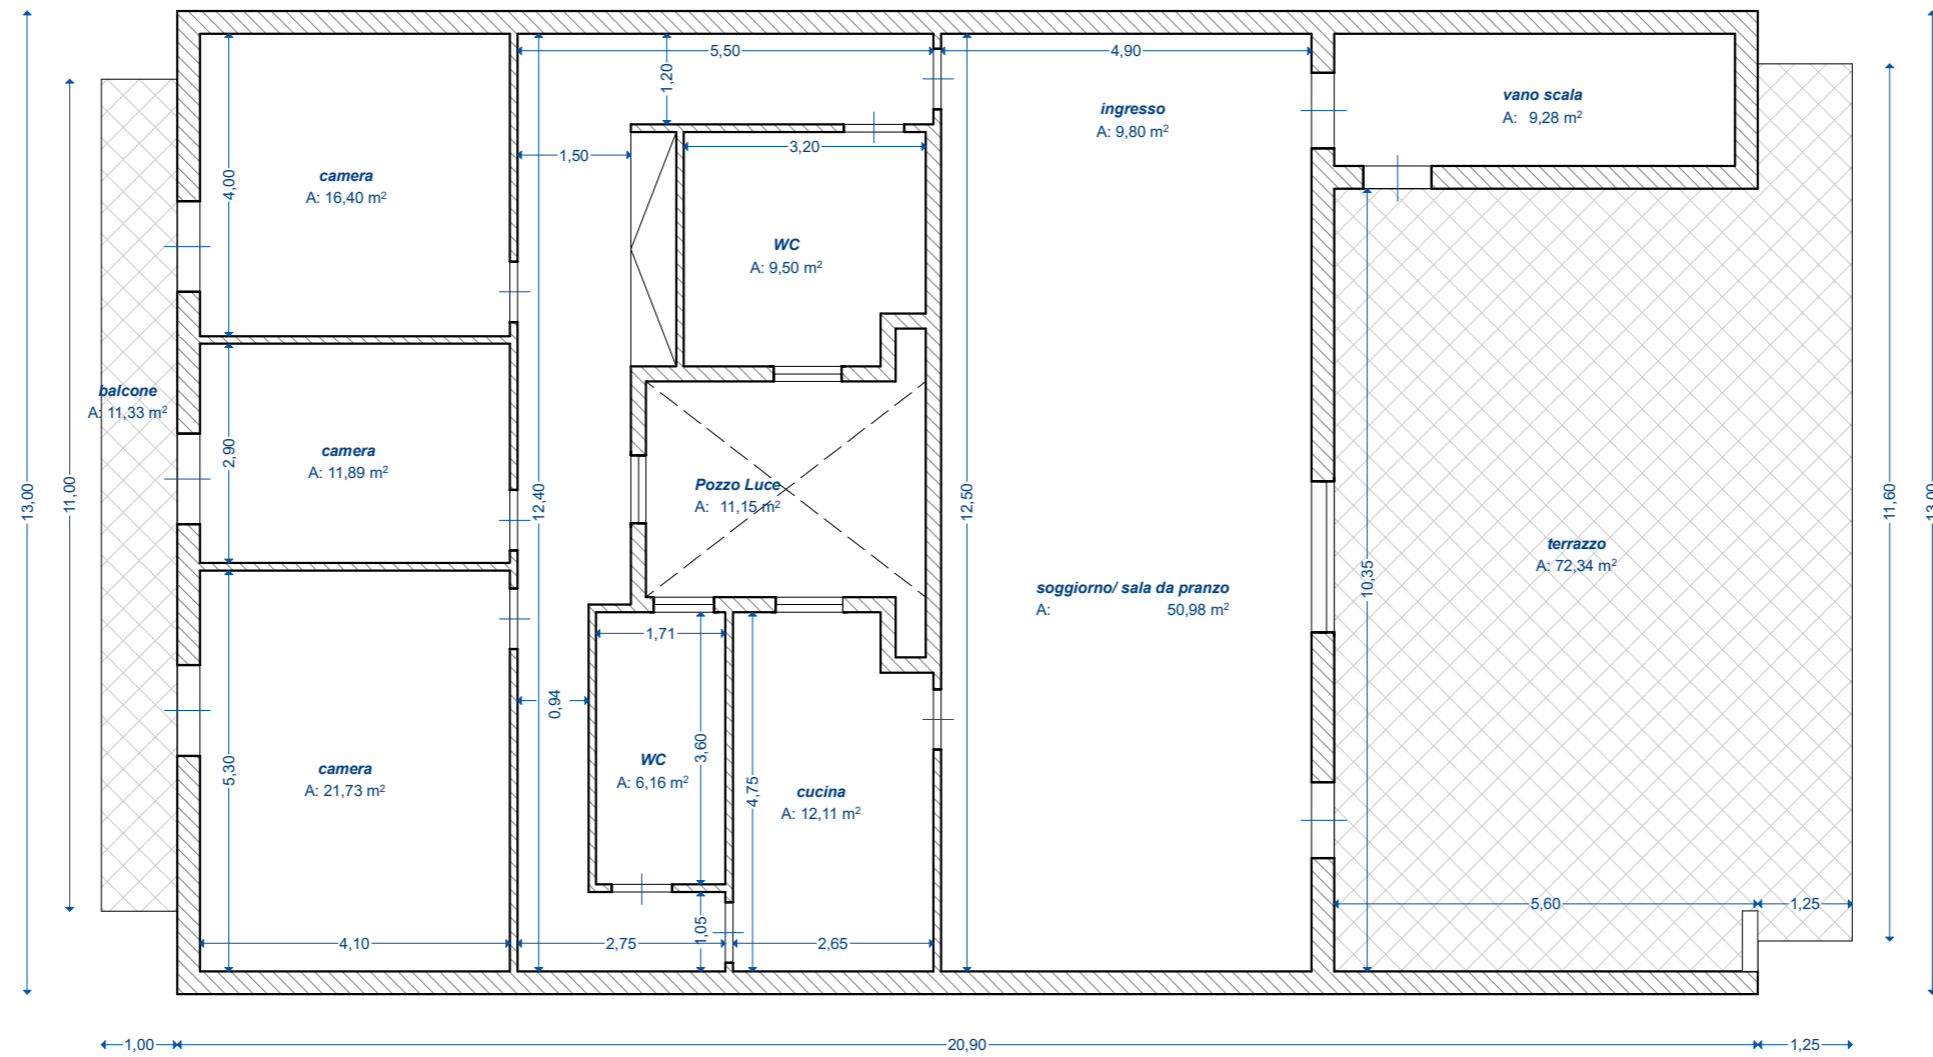 5,50
4,90
1,20
ingresso
A: 9,80 m²
vano scala
A: 9,28 m²
1,50
3,20
camera
A: 16,40 m²
4,00
WC
A: 9,50 m²
balcone
A: 11,33 m²
camera
A: 11,89 m²
2,90
13,00
11,00
12,40
Pozzo Luce
A: 11,15 m²
12,50
11,60
13,00
terrazzo
A: 72,34 m²
10,35
soggiorno/ sala da pranzo
A: 50,98 m²
1,71
0,94
3,60
camera
A: 21,73 m²
5,30
WC
A: 6,16 m²
4,75
cucina
A: 12,11 m²
5,60
1,25
4,10
2,75
1,05
2,65
1,00
20,90
1,25